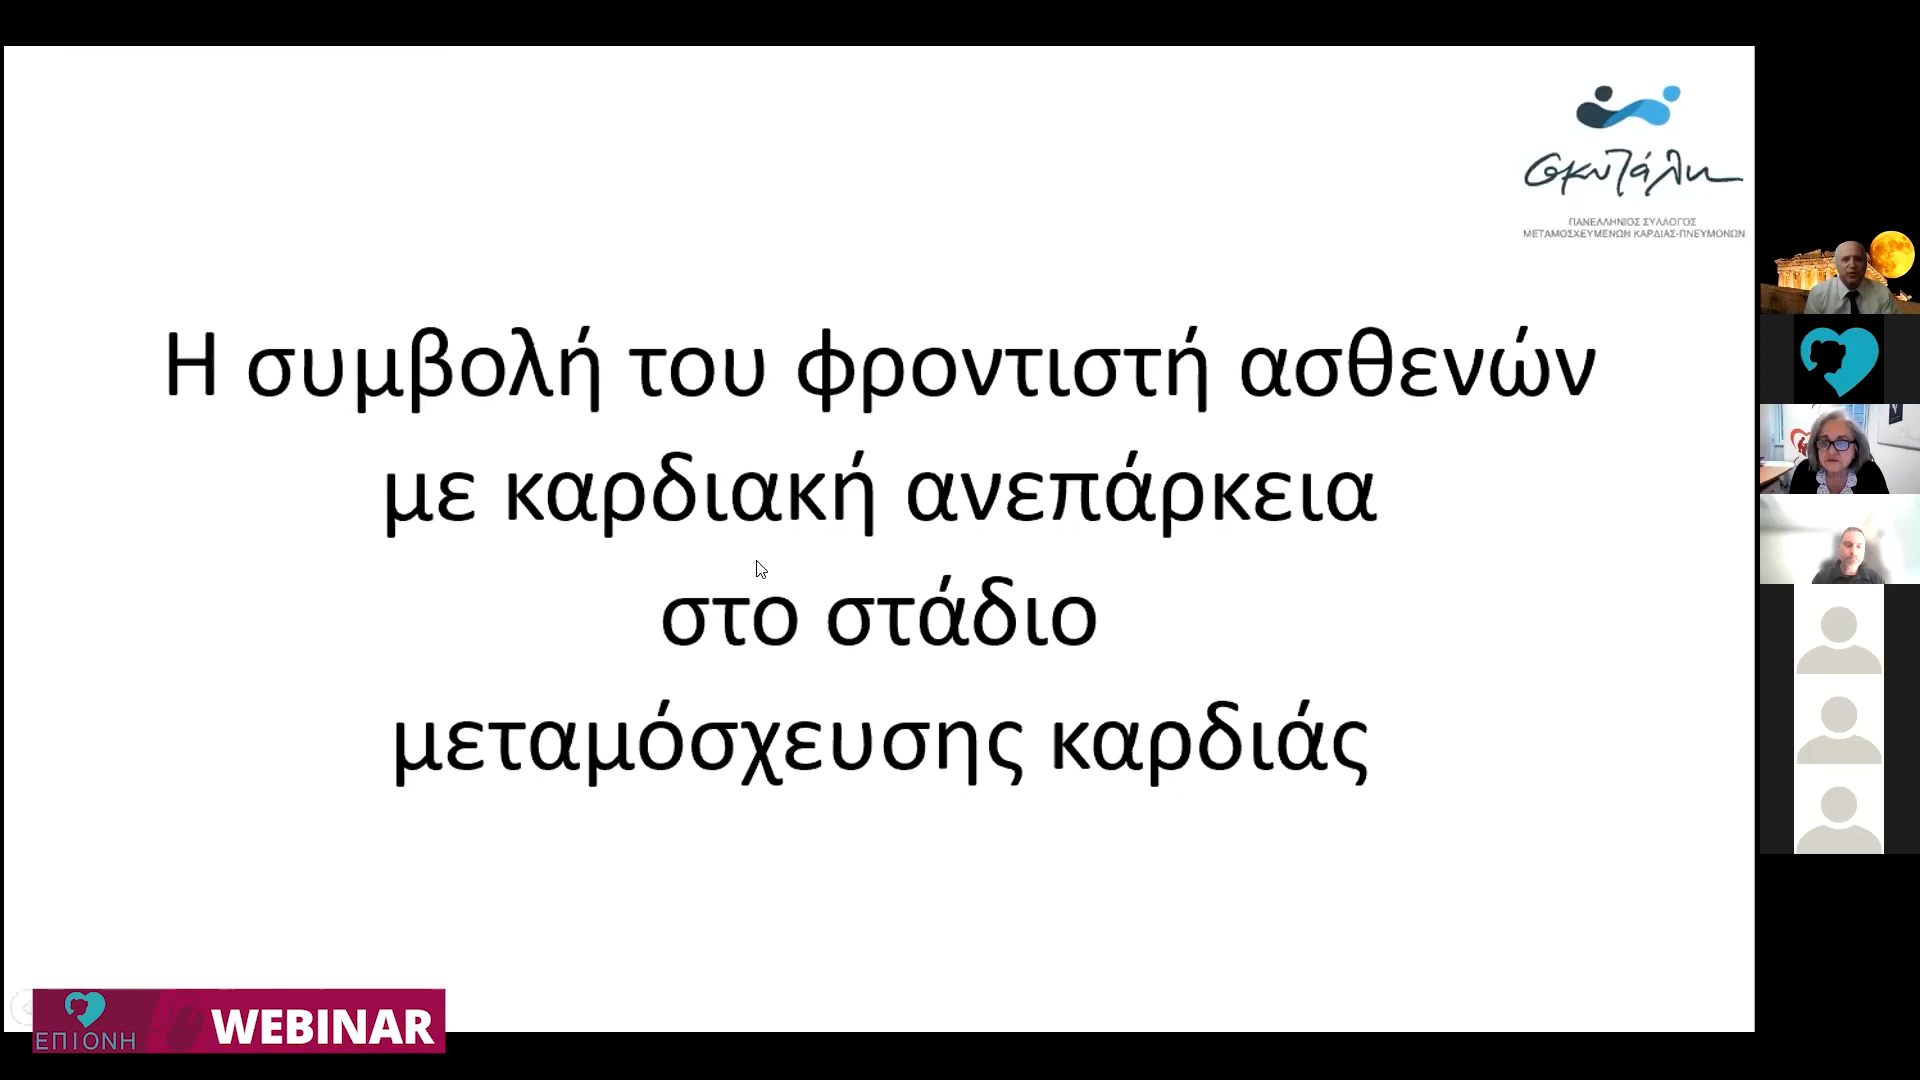 σκυτάλη
ΠΑΝΕΛΛΗΝΙΟΣ ΣΥΛΛΟΓΟΣ
ΜΕΤΑΜΟΣΧΕΥΜΕΝΩΝ ΚΑΡΔΙΑΣ-ΠΝΕΥΜΟΝΩΝ
Η συμβολή του φροντιστή ασθενών
με καρδιακή ανεπάρκεια
στο στάδιο
μεταμόσχευσης καρδιάς
ΕΠΙΟΝΗ
WEBINAR